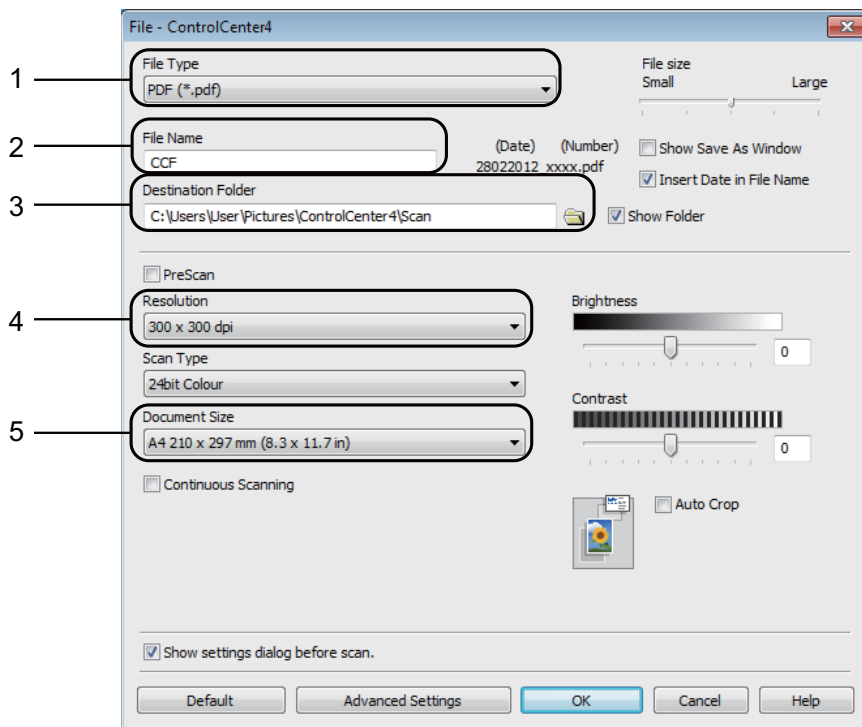 File - ControlCenter4
1
File Type
PDF (*.pdf)
File size
Small Large
2
File Name
CCF
(Date) (Number)
28022012 xxxx.pdf
Show Save As Window
Insert Date in File Name
3
Destination Folder
C:\Users\User\Pictures\ControlCenter4\Scan
Show Folder
PreScan
4
Resolution
300 x 300 dpi
Brightness
0
Scan Type
24bit Colour
5
Document Size
A4 210 x 297 mm (8.3 x 11.7 in)
Contrast
0
Continuous Scanning
Auto Crop
Show settings dialog before scan.
Default Advanced Settings OK Cancel Help